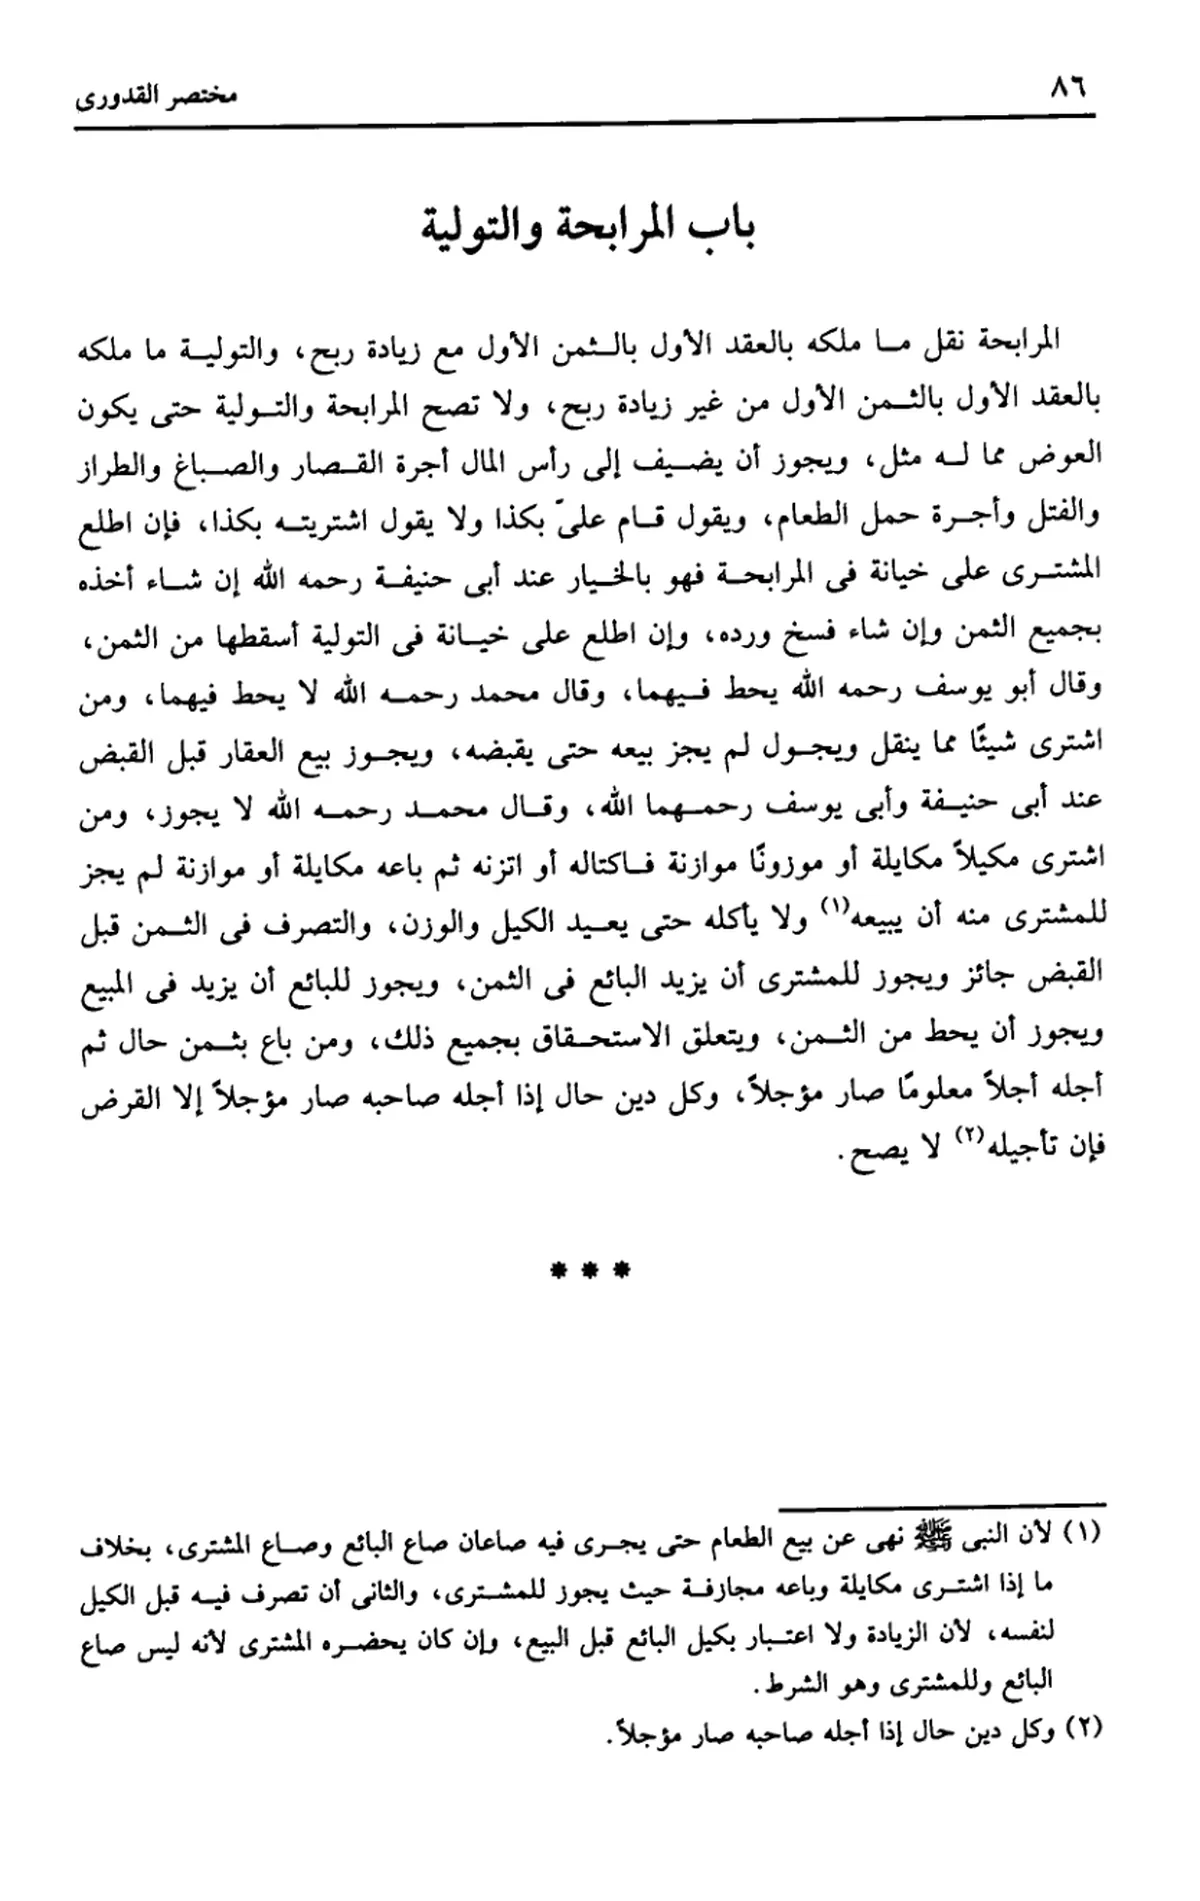 ٨٦
مختصر القدورى
باب المرابحة والتولية
المرابحة نقل ما ملكه بالعقد الأول بالثمن الأول مع زيادة ربح، والتولية ما ملكه
بالعقد الأول بالثمن الأول من غير زيادة ربح، ولا تصح المرابحة والتولية حتى يكون
العوض مما له مثل، ويجوز أن يضيف إلى رأس المال أجرة القصار والصباغ والطراز
والفتل وأجرة حمل الطعام، ويقول قام علىّ بكذا ولا يقول اشتريته بكذا، فإن اطلع
المشترى على خيانة فى المرابحة فهو بالخيار عند أبى حنيفة رحمه الله إن شاء أخذه
بجميع الثمن وإن شاء فسخ ورده، وإن اطلع على خيانة فى التولية أسقطها من الثمن،
وقال أبو يوسف رحمه الله يحط فيهما، وقال محمد رحمه الله لا يحط فيهما، ومن
اشترى شيئًا مما ينقل ويجول لم يجز بيعه حتى يقبضه، ويجوز بيع العقار قبل القبض
عند أبى حنيفة وأبى يوسف رحمهما الله، وقال محمد رحمه الله لا يجوز، ومن
اشترى مكيلاً مكايلة أو موزونًا موازنة فاكتاله أو اتزنه ثم باعه مكايلة أو موازنة لم يجز
للمشترى منه أن يبيعه(١) ولا يأكله حتى يعيد الكيل والوزن، والتصرف فى الثمن قبل
القبض جائز ويجوز للمشترى أن يزيد البائع فى الثمن، ويجوز للبائع أن يزيد فى المبيع
ويجوز أن يحط من الثمن، ويتعلق الاستحقاق بجميع ذلك، ومن باع بثمن حال ثم
أجله أجلاً معلومًا صار مؤجلاً، وكل دين حال إذا أجله صاحبه صار مؤجلاً إلا القرض
فإن تأجيله(٢) لا يصح.
* * *
(١) لأن النبى ﷺ نهى عن بيع الطعام حتى يجرى فيه صاعان صاع البائع وصاع المشترى، بخلاف
ما إذا اشترى مكايلة وباعه مجازفة حيث يجوز للمشترى، والثانى أن تصرف فيه قبل الكيل
لنفسه، لأن الزيادة ولا اعتبار بكيل البائع قبل البيع، وإن كان يحضره المشترى لأنه ليس صاع
البائع وللمشترى وهو الشرط.
(٢) وكل دين حال إذا أجله صاحبه صار مؤجلاً.